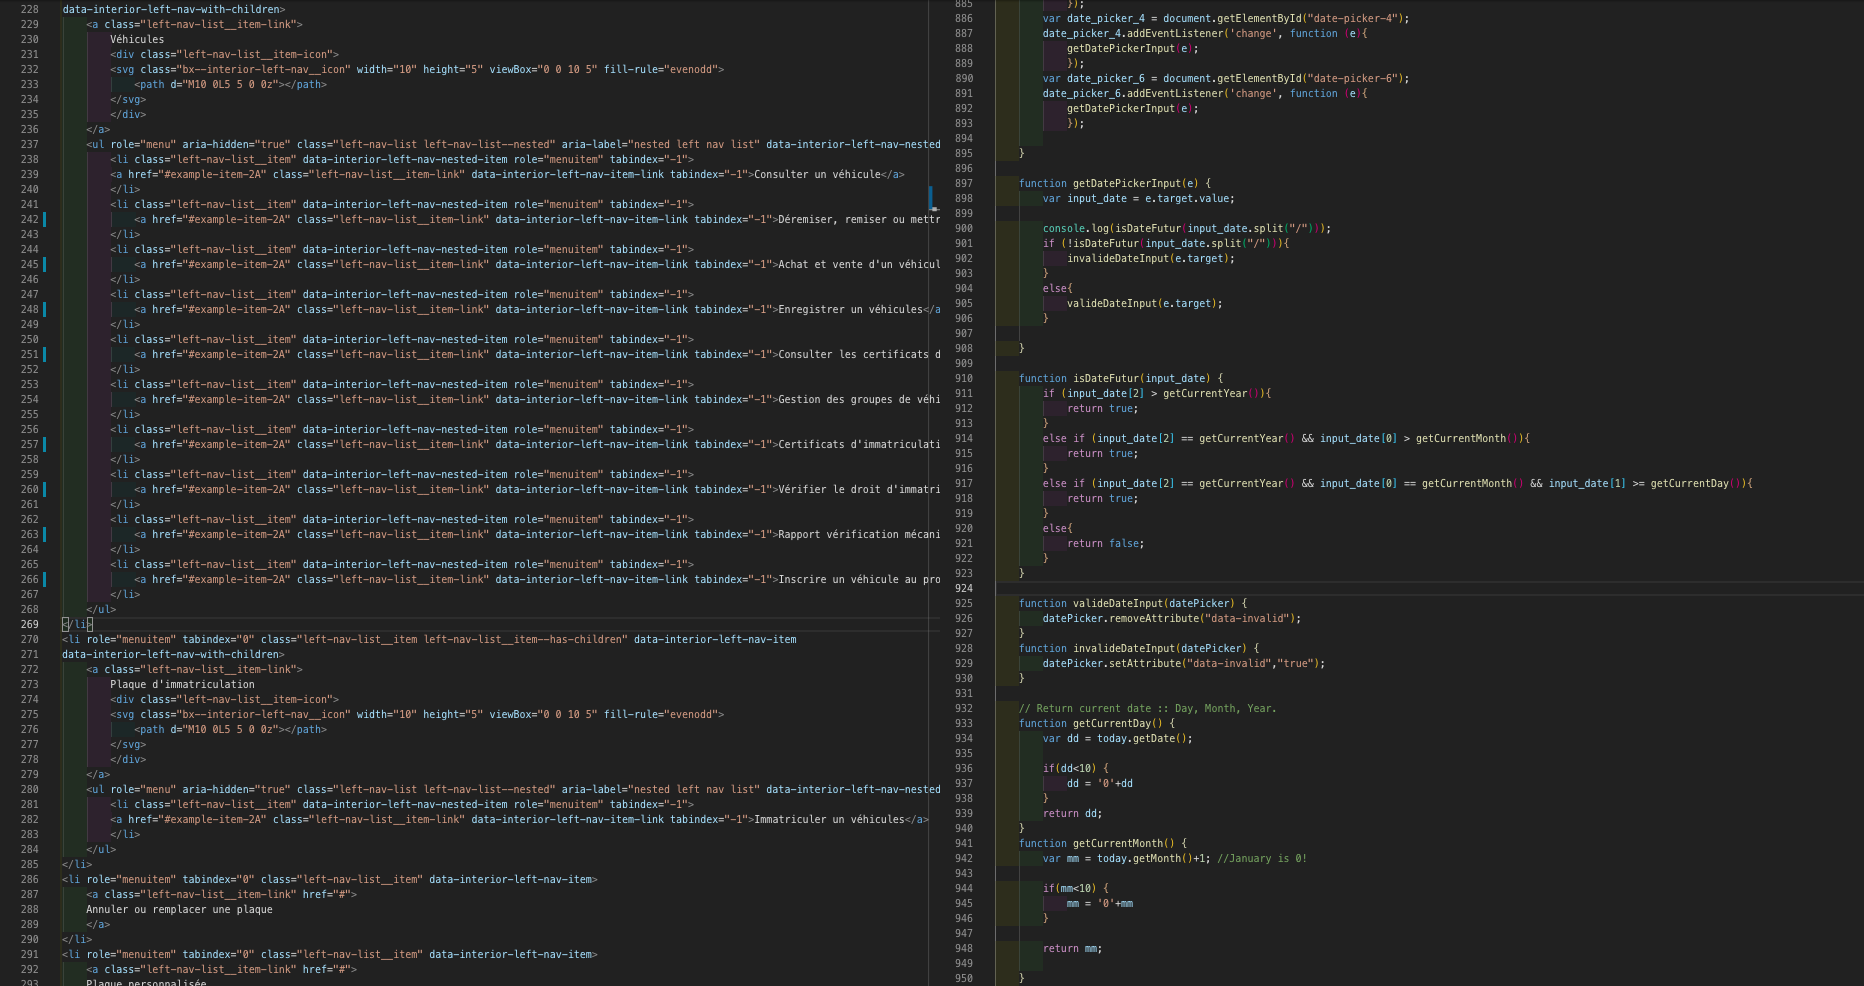 228 data-interior-left-nav-with-children>
229 <a class="left-nav-list__item-link">
230 Véhicules
231 <div class="left-nav-list__item-icon">
232 <svg class="bx--interior-left-nav__icon" width="10" height="5" viewBox="0 0 10 5" fill-rule="evenodd">
233 <path d="M10 0L5 5 0 0z"></path>
234 </svg>
235 </div>
236 </a>
237 <ul role="menu" aria-hidden="true" class="left-nav-list left-nav-list--nested" aria-label="nested left nav list" data-interior-left-nav-nested
238 <li class="left-nav-list__item" data-interior-left-nav-nested-item role="menuitem" tabindex="-1">
239 <a href="#example-item-2A" class="left-nav-list__item-link" data-interior-left-nav-item-link tabindex="-1">Consulter un véhicule</a>
240 </li>
241 <li class="left-nav-list__item" data-interior-left-nav-nested-item role="menuitem" tabindex="-1">
242 <a href="#example-item-2A" class="left-nav-list__item-link" data-interior-left-nav-item-link tabindex="-1">Déremiser, remiser ou mettr
243 </li>
244 <li class="left-nav-list__item" data-interior-left-nav-nested-item role="menuitem" tabindex="-1">
245 <a href="#example-item-2A" class="left-nav-list__item-link" data-interior-left-nav-item-link tabindex="-1">Achat et vente d'un véhicul
246 </li>
247 <li class="left-nav-list__item" data-interior-left-nav-nested-item role="menuitem" tabindex="-1">
248 <a href="#example-item-2A" class="left-nav-list__item-link" data-interior-left-nav-item-link tabindex="-1">Enregistrer un véhicules</a
249 </li>
250 <li class="left-nav-list__item" data-interior-left-nav-nested-item role="menuitem" tabindex="-1">
251 <a href="#example-item-2A" class="left-nav-list__item-link" data-interior-left-nav-item-link tabindex="-1">Consulter les certificats d
252 </li>
253 <li class="left-nav-list__item" data-interior-left-nav-nested-item role="menuitem" tabindex="-1">
254 <a href="#example-item-2A" class="left-nav-list__item-link" data-interior-left-nav-item-link tabindex="-1">Gestion des groupes de véhi
255 </li>
256 <li class="left-nav-list__item" data-interior-left-nav-nested-item role="menuitem" tabindex="-1">
257 <a href="#example-item-2A" class="left-nav-list__item-link" data-interior-left-nav-item-link tabindex="-1">Certificats d'immatriculati
258 </li>
259 <li class="left-nav-list__item" data-interior-left-nav-nested-item role="menuitem" tabindex="-1">
260 <a href="#example-item-2A" class="left-nav-list__item-link" data-interior-left-nav-item-link tabindex="-1">Vérifier le droit d'immatri
261 </li>
262 <li class="left-nav-list__item" data-interior-left-nav-nested-item role="menuitem" tabindex="-1">
263 <a href="#example-item-2A" class="left-nav-list__item-link" data-interior-left-nav-item-link tabindex="-1">Rapport vérification mécani
264 </li>
265 <li class="left-nav-list__item" data-interior-left-nav-nested-item role="menuitem" tabindex="-1">
266 <a href="#example-item-2A" class="left-nav-list__item-link" data-interior-left-nav-item-link tabindex="-1">Inscrire un véhicule au pro
267 </li>
268 </ul>
269 </li>
270 <li role="menuitem" tabindex="0" class="left-nav-list__item left-nav-list__item--has-children" data-interior-left-nav-item
271 data-interior-left-nav-with-children>
272 <a class="left-nav-list__item-link">
273 Plaque d'immatriculation
274 <div class="left-nav-list__item-icon">
275 <svg class="bx--interior-left-nav__icon" width="10" height="5" viewBox="0 0 10 5" fill-rule="evenodd">
276 <path d="M10 0L5 5 0 0z"></path>
277 </svg>
278 </div>
279 </a>
280 <ul role="menu" aria-hidden="true" class="left-nav-list left-nav-list--nested" aria-label="nested left nav list" data-interior-left-nav-nested
281 <li class="left-nav-list__item" data-interior-left-nav-nested-item role="menuitem" tabindex="-1">
282 <a href="#example-item-2A" class="left-nav-list__item-link" data-interior-left-nav-item-link tabindex="-1">Immatriculer un véhicules</a>
283 </li>
284 </ul>
285 </li>
286 <li role="menuitem" tabindex="0" class="left-nav-list__item" data-interior-left-nav-item>
287 <a class="left-nav-list__item-link" href="#">
288 Annuler ou remplacer une plaque
289 </a>
290 </li>
291 <li role="menuitem" tabindex="0" class="left-nav-list__item" data-interior-left-nav-item>
292 <a class="left-nav-list__item-link" href="#">
293 Plaque personnalisée
885 });
886 var date_picker_4 = document.getElementById("date-picker-4");
887 date_picker_4.addEventListener('change', function (e){
888 getDatePickerInput(e);
889 });
890 var date_picker_6 = document.getElementById("date-picker-6");
891 date_picker_6.addEventListener('change', function (e){
892 getDatePickerInput(e);
893 });
894
895 }
896
897 function getDatePickerInput(e) {
898 var input_date = e.target.value;
899
900 console.log(isDateFutur(input_date.split("/")));
901 if (!isDateFutur(input_date.split("/"))){
902 invalideDateInput(e.target);
903 }
904 else{
905 valideDateInput(e.target);
906 }
907
908 }
909
910 function isDateFutur(input_date) {
911 if (input_date[2] > getCurrentYear()){
912 return true;
913 }
914 else if (input_date[2] == getCurrentYear() && input_date[0] > getCurrentMonth()){
915 return true;
916 }
917 else if (input_date[2] == getCurrentYear() && input_date[0] == getCurrentMonth() && input_date[1] >= getCurrentDay()){
918 return true;
919 }
920 else{
921 return false;
922 }
923 }
924
925 function valideDateInput(datePicker) {
926 datePicker.removeAttribute("data-invalid");
927 }
928 function invalideDateInput(datePicker) {
929 datePicker.setAttribute("data-invalid","true");
930 }
931
932 // Return current date :: Day, Month, Year.
933 function getCurrentDay() {
934 var dd = today.getDate();
935
936 if(dd<10) {
937 dd = '0'+dd
938 }
939 return dd;
940 }
941 function getCurrentMonth() {
942 var mm = today.getMonth()+1; //January is 0!
943
944 if(mm<10) {
945 mm = '0'+mm
946 }
947
948 return mm;
949
950 }